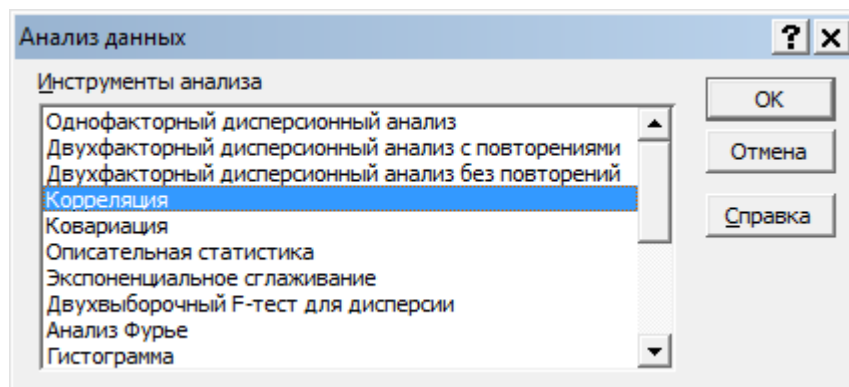 Анализ данных
Инструменты анализа
Однофакторный дисперсионный анализ
Двухфакторный дисперсионный анализ с повторениями
Двухфакторный дисперсионный анализ без повторений
Корреляция
Ковариация
Описательная статистика
Экспоненциальное сглаживание
Двухвыборочный F-тест для дисперсии
Анализ Фурье
Гистограмма
ОК
Отмена
Справка